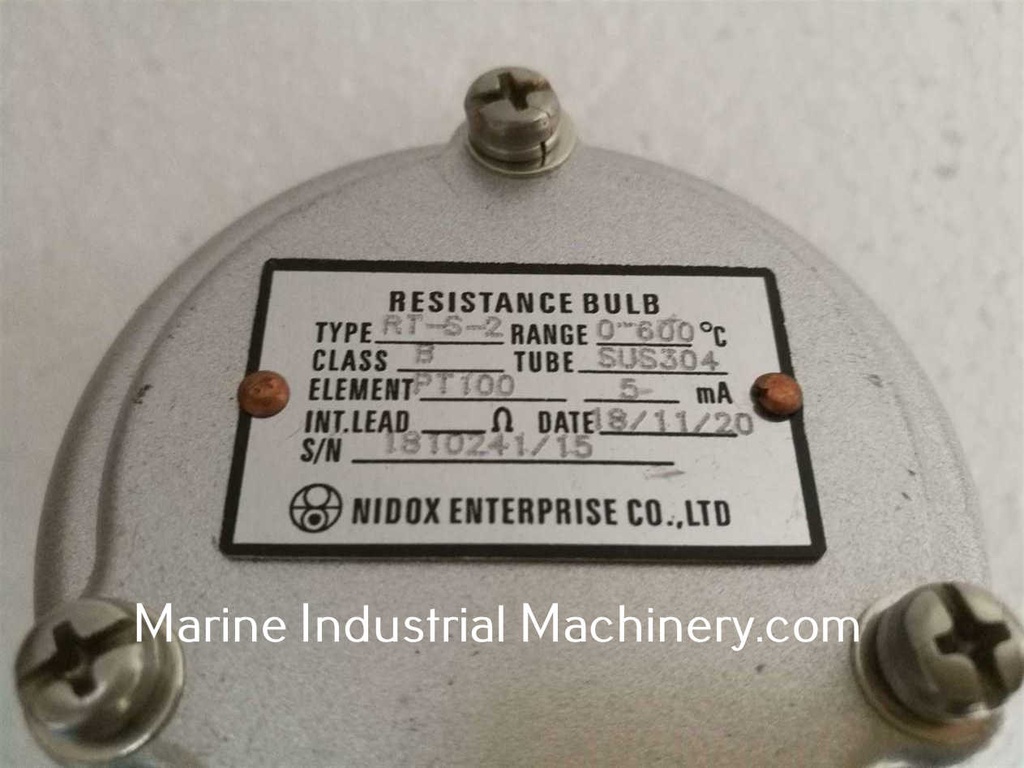 RESISTANCE BULB
TYPE RT-S-2 RANGE 0~600 °C
CLASS B TUBE SUS304
ELEMENT PT100 5 mA
INT.LEAD Ω DATE 18/11/20
S/N 1810241/15
NIDOX ENTERPRISE CO.,LTD
Marine Industrial Machinery.com